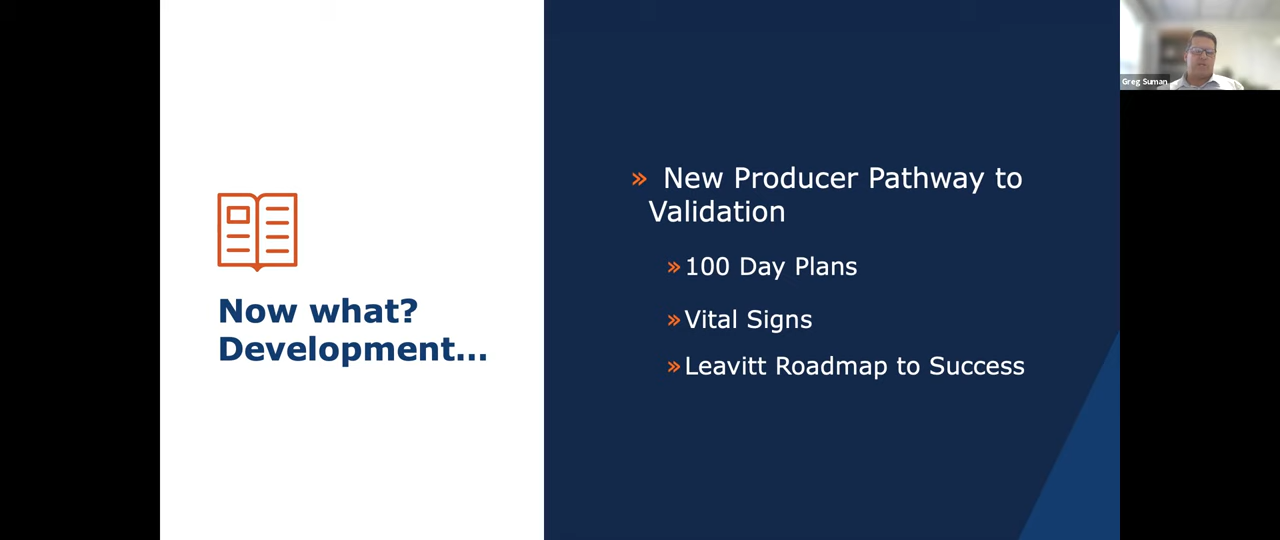 Now what?
Development...
» New Producer Pathway to
Validation
»100 Day Plans
»Vital Signs
»Leavitt Roadmap to Success
Greg Suman